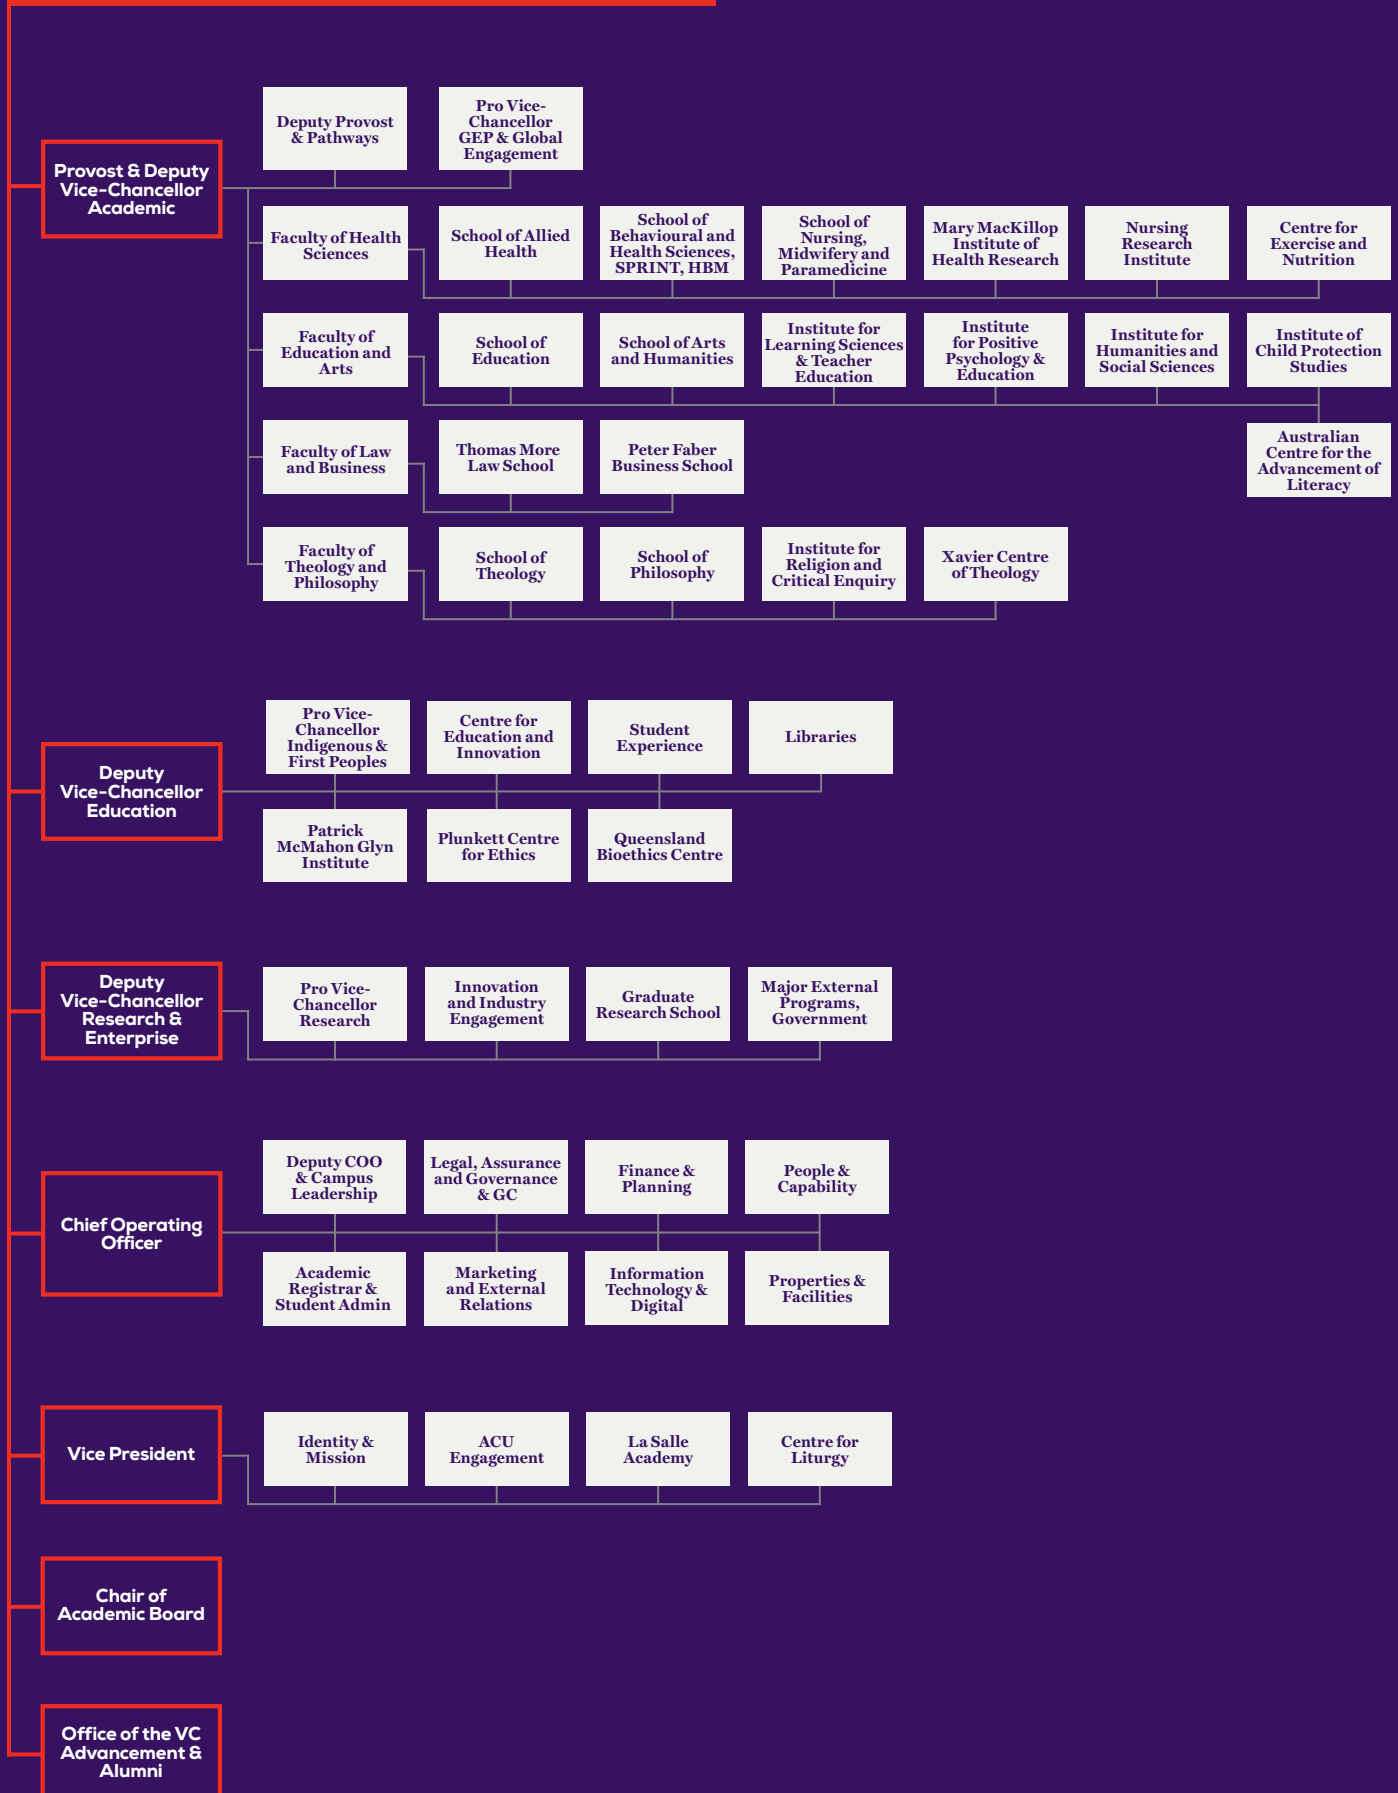 Deputy Provost
& Pathways
Pro Vice-
Chancellor
GEP & Global
Engagement
Provost & Deputy
Vice-Chancellor
Academic
Faculty of Health
Sciences
School of Allied
Health
School of
Behavioural and
Health Sciences,
SPRINT, HBM
School of
Nursing,
Midwifery and
Paramedicine
Mary MacKillop
Institute of
Health Research
Nursing
Research
Institute
Centre for
Exercise and
Nutrition
Faculty of
Education and
Arts
School of
Education
School of Arts
and Humanities
Institute for
Learning Sciences
& Teacher
Education
Institute
for Positive
Psychology &
Education
Institute for
Humanities and
Social Sciences
Institute of
Child Protection
Studies
Australian
Centre for the
Advancement of
Literacy
Faculty of Law
and Business
Thomas More
Law School
Peter Faber
Business School
Faculty of
Theology and
Philosophy
School of
Theology
School of
Philosophy
Institute for
Religion and
Critical Enquiry
Xavier Centre
of Theology
Deputy
Vice-Chancellor
Education
Pro Vice-
Chancellor
Indigenous &
First Peoples
Centre for
Education and
Innovation
Student
Experience
Libraries
Patrick
McMahon Glyn
Institute
Plunkett Centre
for Ethics
Queensland
Bioethics Centre
Deputy
Vice-Chancellor
Research &
Enterprise
Pro Vice-
Chancellor
Research
Innovation
and Industry
Engagement
Graduate
Research School
Major External
Programs,
Government
Chief Operating
Officer
Deputy COO
& Campus
Leadership
Legal, Assurance
and Governance
& GC
Finance &
Planning
People &
Capability
Academic
Registrar &
Student Admin
Marketing
and External
Relations
Information
Technology &
Digital
Properties &
Facilities
Vice President
Identity &
Mission
ACU
Engagement
La Salle
Academy
Centre for
Liturgy
Chair of
Academic Board
Office of the VC
Advancement &
Alumni